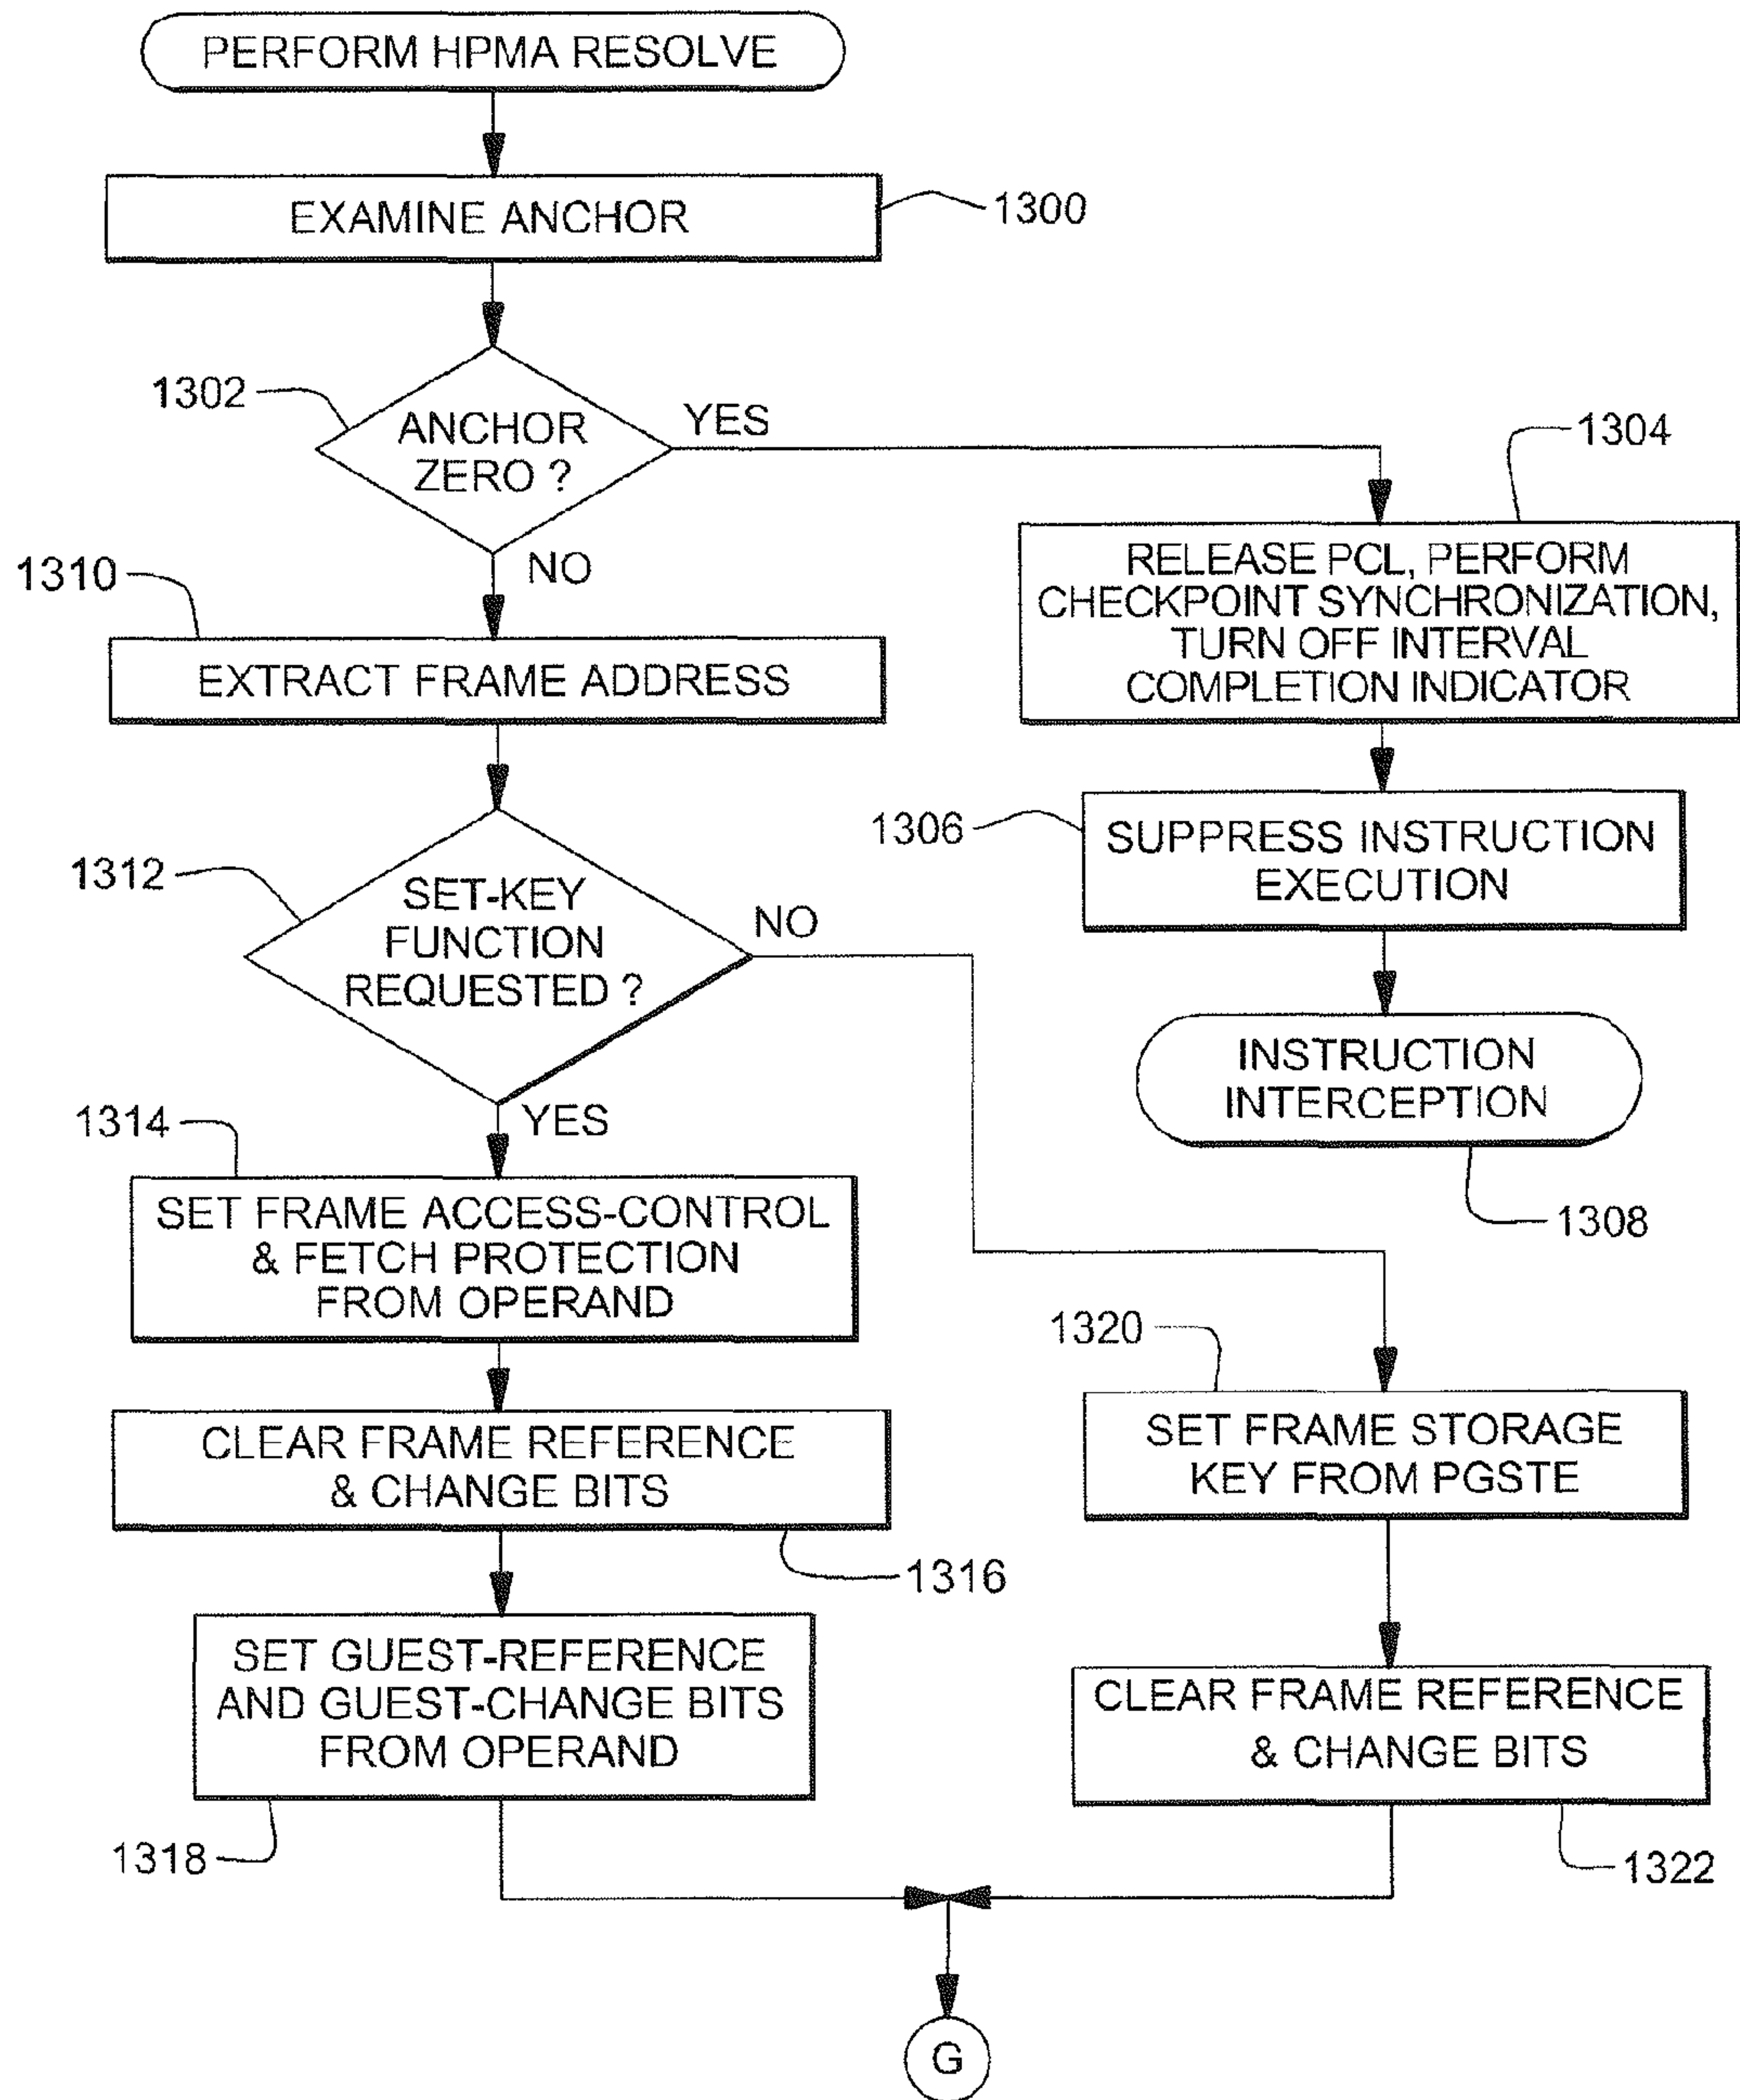 PERFORM HPMA RESOLVE
EXAMINE ANCHOR
1300
1302
ANCHOR
ZERO ?
YES
NO
1304
RELEASE PCL, PERFORM
CHECKPOINT SYNCHRONIZATION,
TURN OFF INTERVAL
COMPLETION INDICATOR
1310
EXTRACT FRAME ADDRESS
1306
SUPPRESS INSTRUCTION
EXECUTION
1312
SET-KEY
FUNCTION
REQUESTED ?
NO
YES
INSTRUCTION
INTERCEPTION
1308
1314
SET FRAME ACCESS-CONTROL
& FETCH PROTECTION
FROM OPERAND
1320
SET FRAME STORAGE
KEY FROM PGSTE
CLEAR FRAME REFERENCE
& CHANGE BITS
1316
SET GUEST-REFERENCE
AND GUEST-CHANGE BITS
FROM OPERAND
1318
CLEAR FRAME REFERENCE
& CHANGE BITS
1322
G